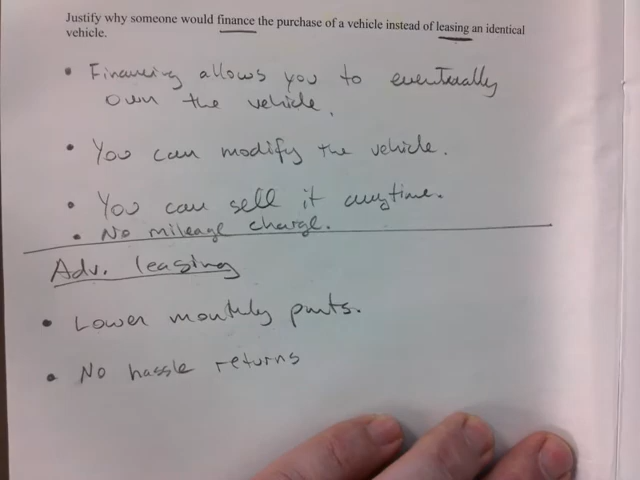 Justify why someone would finance the purchase of a vehicle instead of leasing an identical
vehicle.
• Financing allows you to eventually
own the vehicle.
• You can modify the vehicle.
• You can sell it anytime.
• No mileage charge.
Adv. leasing
• Lower monthly pmts.
• No hassle returns